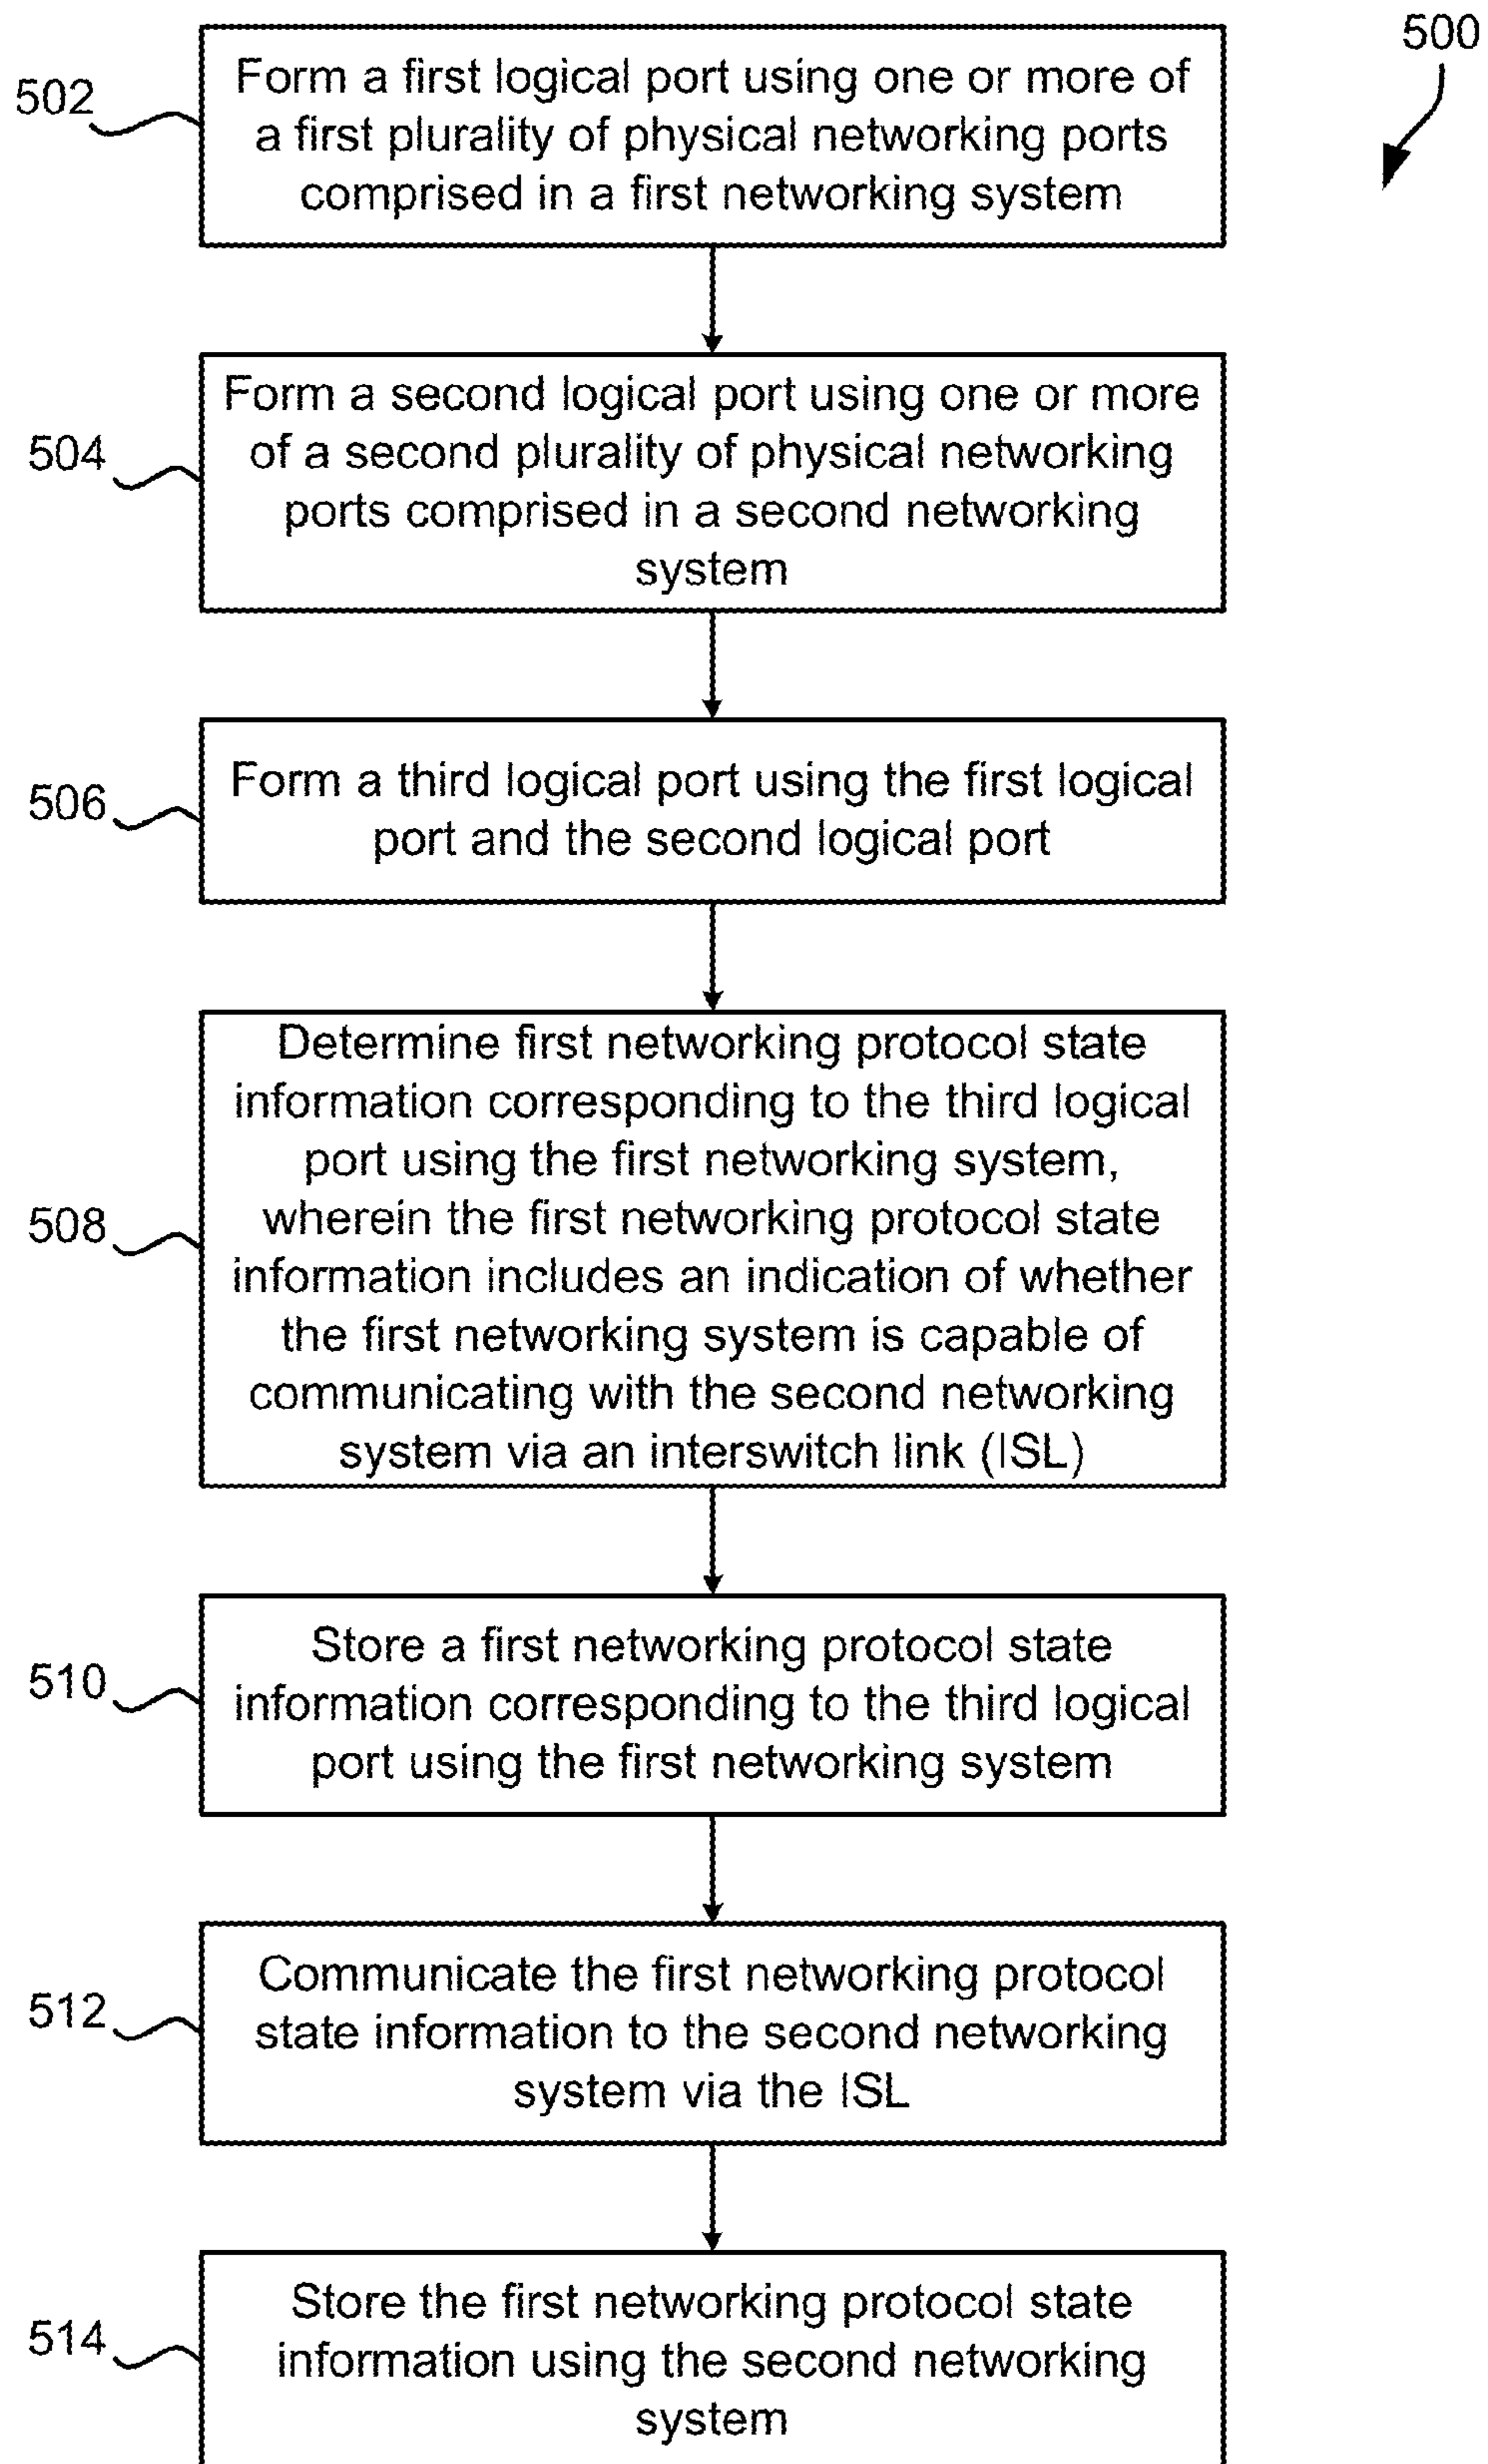 500
502
Form a first logical port using one or more of
a first plurality of physical networking ports
comprised in a first networking system
504
Form a second logical port using one or more
of a second plurality of physical networking
ports comprised in a second networking
system
506
Form a third logical port using the first logical
port and the second logical port
508
Determine first networking protocol state
information corresponding to the third logical
port using the first networking system,
wherein the first networking protocol state
information includes an indication of whether
the first networking system is capable of
communicating with the second networking
system via an interswitch link (ISL)
510
Store a first networking protocol state
information corresponding to the third logical
port using the first networking system
512
Communicate the first networking protocol
state information to the second networking
system via the ISL
514
Store the first networking protocol state
information using the second networking
system